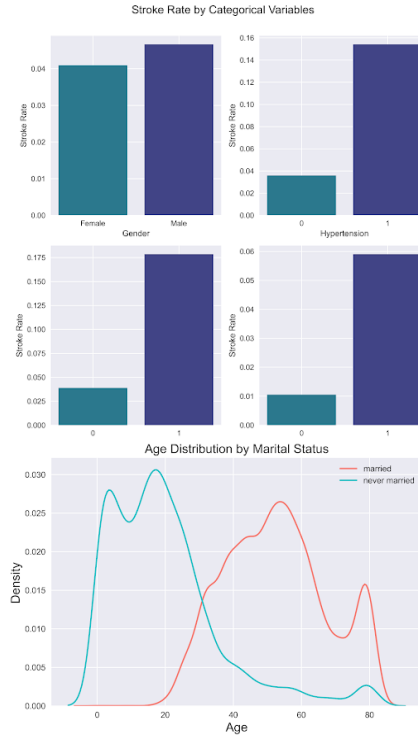 Stroke Rate by Categorical Variables
0.04
0.03
0.02
0.01
0.00
Stroke Rate
Female Male
Gender
0.16
0.14
0.12
0.10
0.08
0.06
0.04
0.02
0.00
Stroke Rate
0 1
Hypertension
0.175
0.150
0.125
0.100
0.075
0.050
0.025
0.000
Stroke Rate
0 1
0.06
0.05
0.04
0.03
0.02
0.01
0.00
Stroke Rate
0 1
Age Distribution by Marital Status
married
never married
0.030
0.025
0.020
0.015
0.010
0.005
0.000
Density
0 20 40 60 80
Age